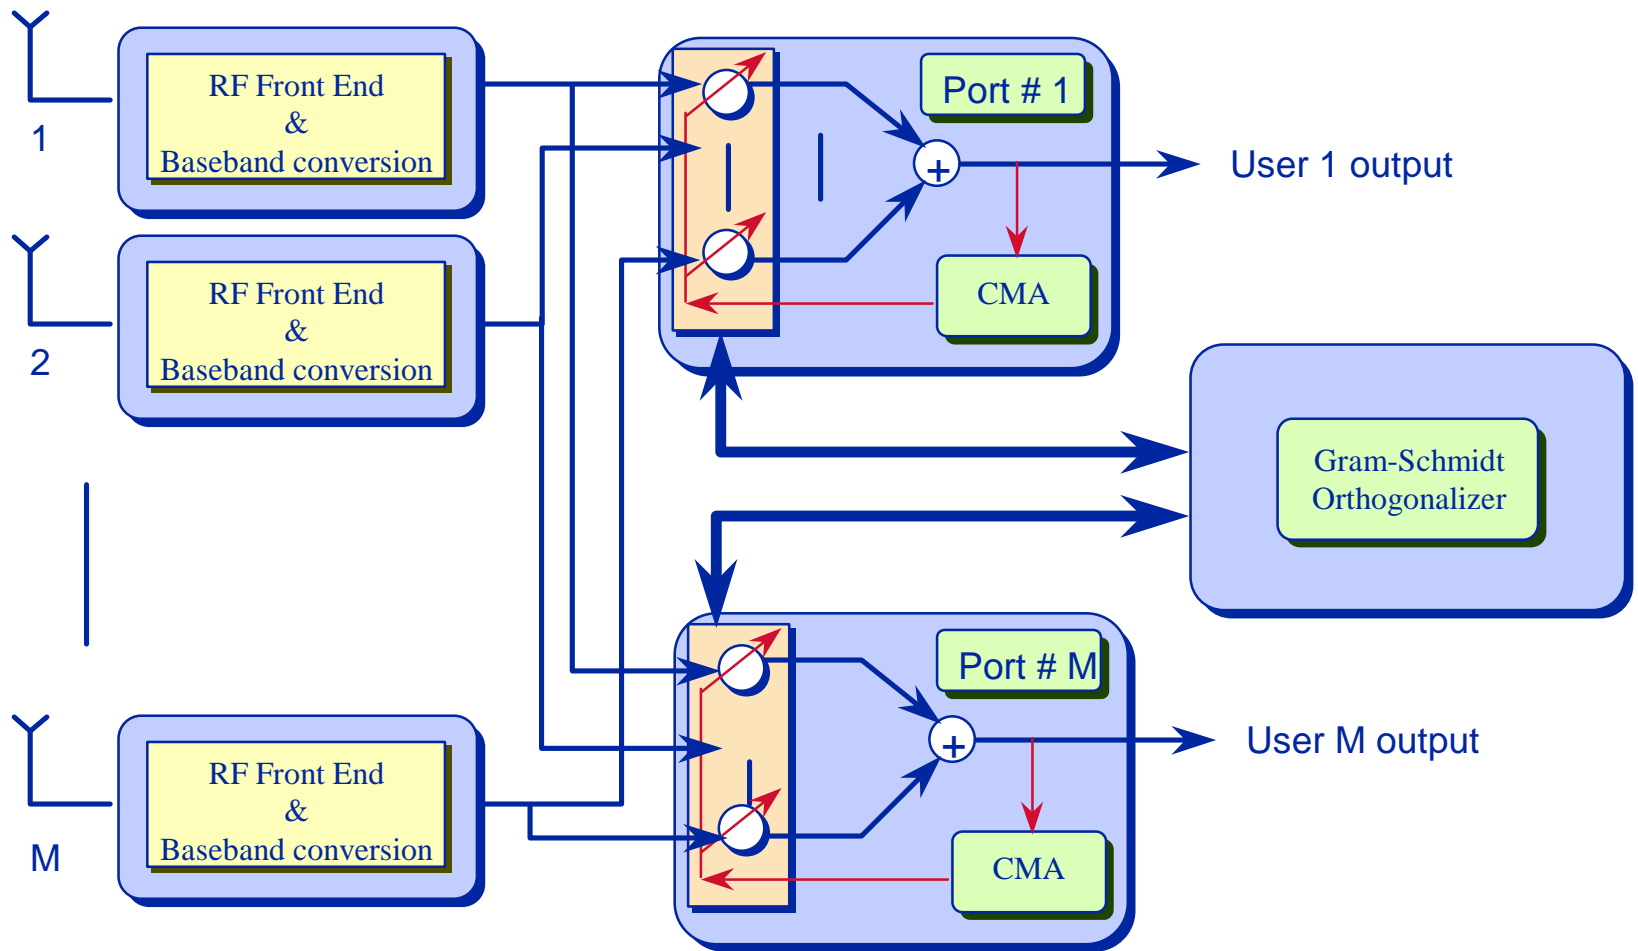 RF Front End
&
Baseband conversion
1
Port # 1
+
User 1 output
CMA
RF Front End
&
Baseband conversion
2
Gram-Schmidt
Orthogonalizer
RF Front End
&
Baseband conversion
M
Port # M
+
User M output
CMA